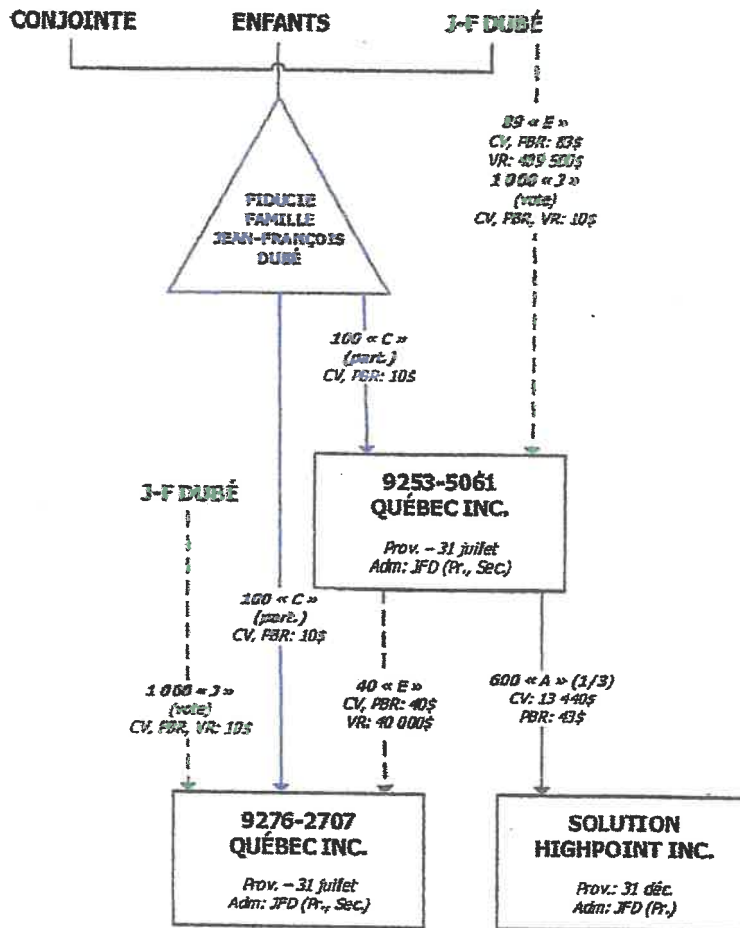 CONJOINTE
ENFANTS
J-F DUBÉ
89 « E »
CV, PBR: 83$
VR: 409 500$
1 000 « J »
(vote)
CV, PBR, VR: 10$
FIDUCIE
FAMILLE
JEAN-FRANÇOIS
DUBÉ
100 « C »
(part.)
CV, PBR: 10$
9253-5061
QUÉBEC INC.
Prov. – 31 juillet
Adm: JFD (Pr., Sec.)
J-F DUBÉ
100 « C »
(part.)
CV, PBR: 10$
1 000 « J »
(vote)
CV, PBR, VR: 10$
40 « E »
CV, PBR: 40$
VR: 40 000$
600 « A » (1/3)
CV: 13 440$
PBR: 43$
9276-2707
QUÉBEC INC.
Prov. – 31 juillet
Adm: JFD (Pr., Sec.)
SOLUTION
HIGHPOINT INC.
Prov.: 31 déc.
Adm: JFD (Pr.)